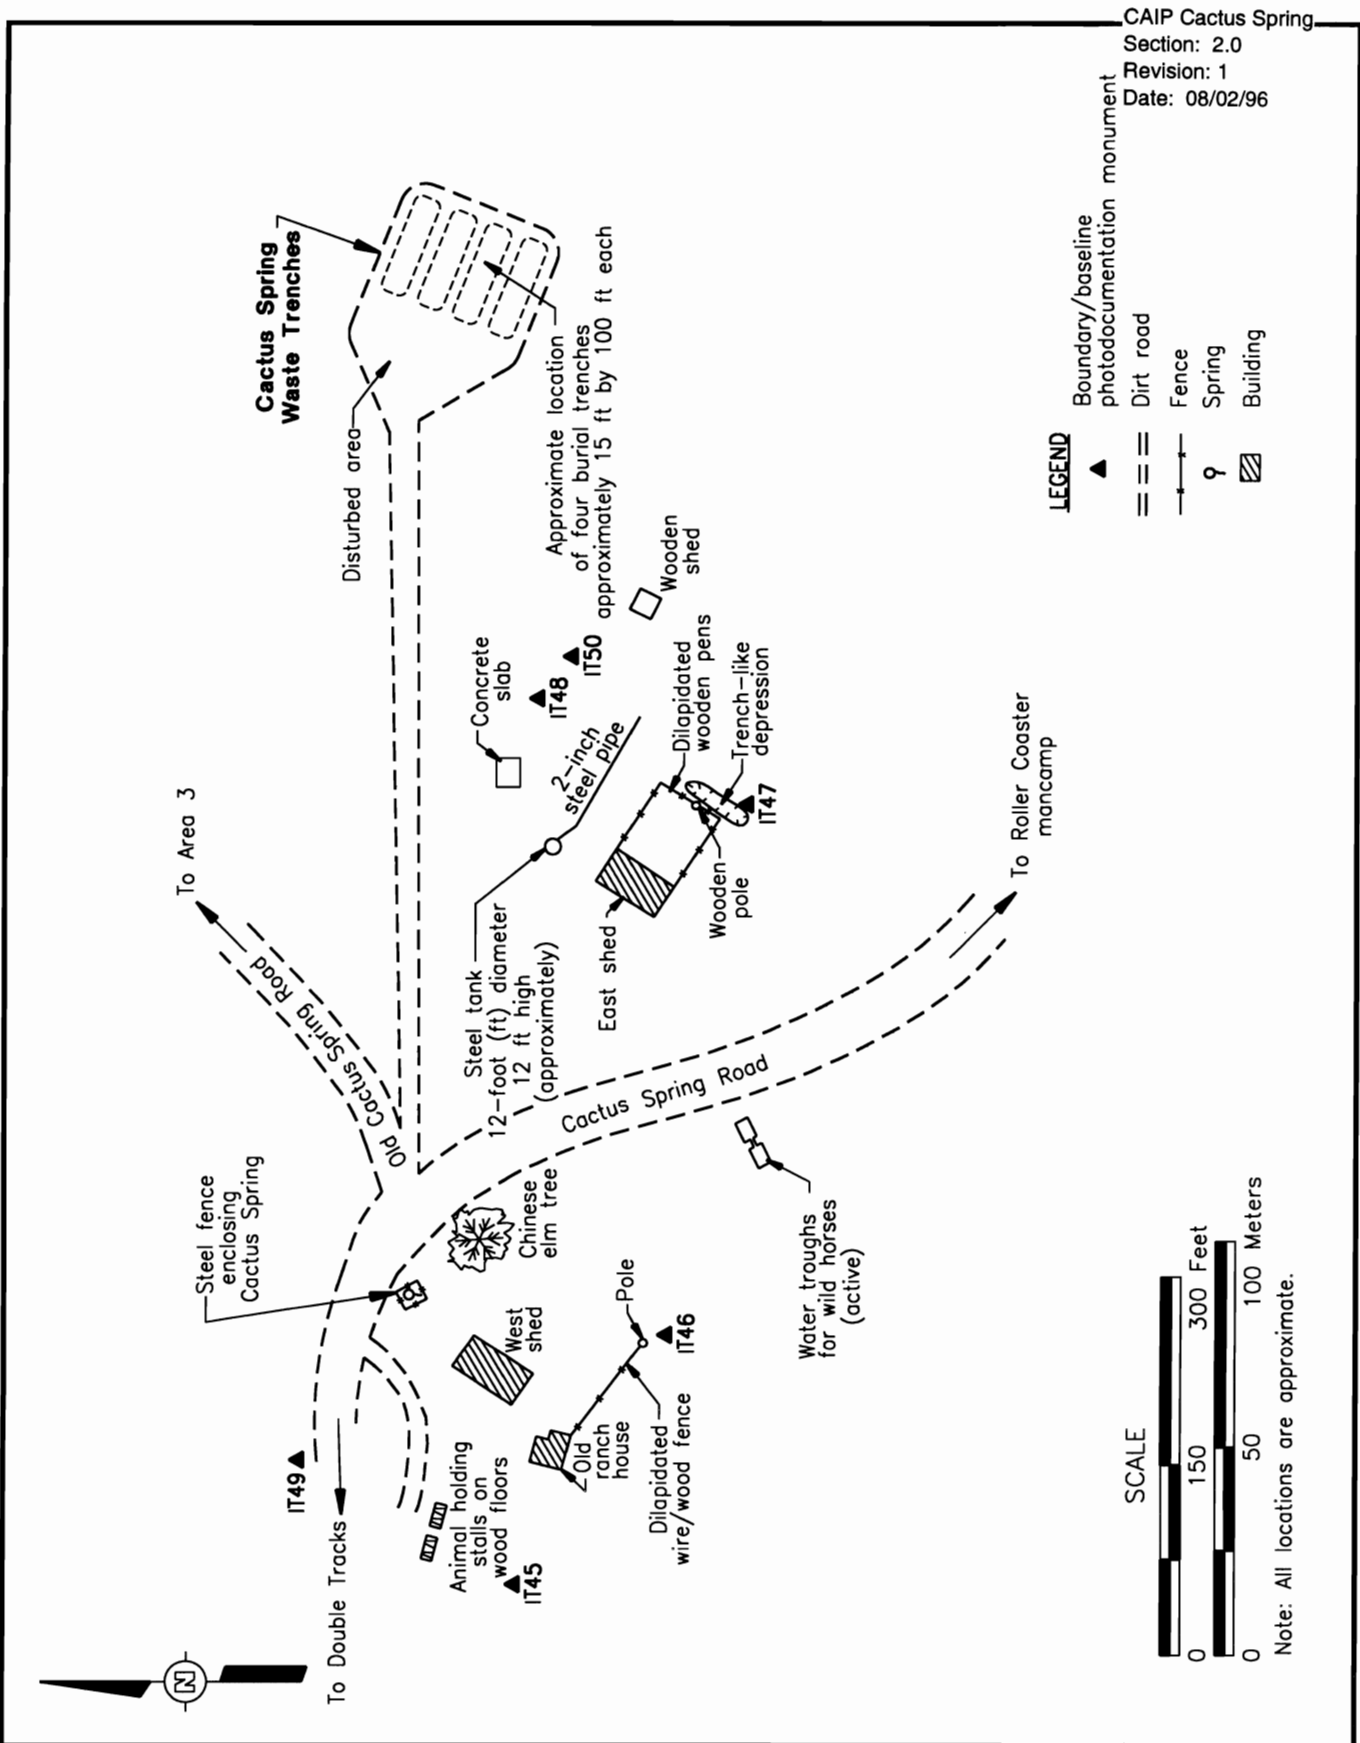 CAIP Cactus Spring
Section: 2.0
Revision: 1
Date: 08/02/96
N
To Double Tracks
IT49
Steel fence
enclosing
Cactus Spring
To Area 3
Old Cactus Spring Road
Cactus Spring
Waste Trenches
Disturbed area
Approximate location
of four burial trenches
approximately 15 ft by 100 ft each
Animal holding
stalls on
wood floors
IT45
West
shed
Chinese
elm tree
Old
ranch
house
Dilapidated
wire/wood fence
Pole
IT46
Steel tank
12-foot (ft) diameter
12 ft high
(approximately)
Concrete
slab
IT48
IT50
2-inch
steel pipe
Wooden
shed
East shed
Dilapidated
wooden pens
Trench-like
depression
Wooden
pole
IT47
Cactus Spring Road
Water troughs
for wild horses
(active)
To Roller Coaster
mancamp
LEGEND
Boundary/baseline
photodocumentation monument
Dirt road
Fence
Spring
Building
SCALE
0 150 300 Feet
0 50 100 Meters
Note: All locations are approximate.